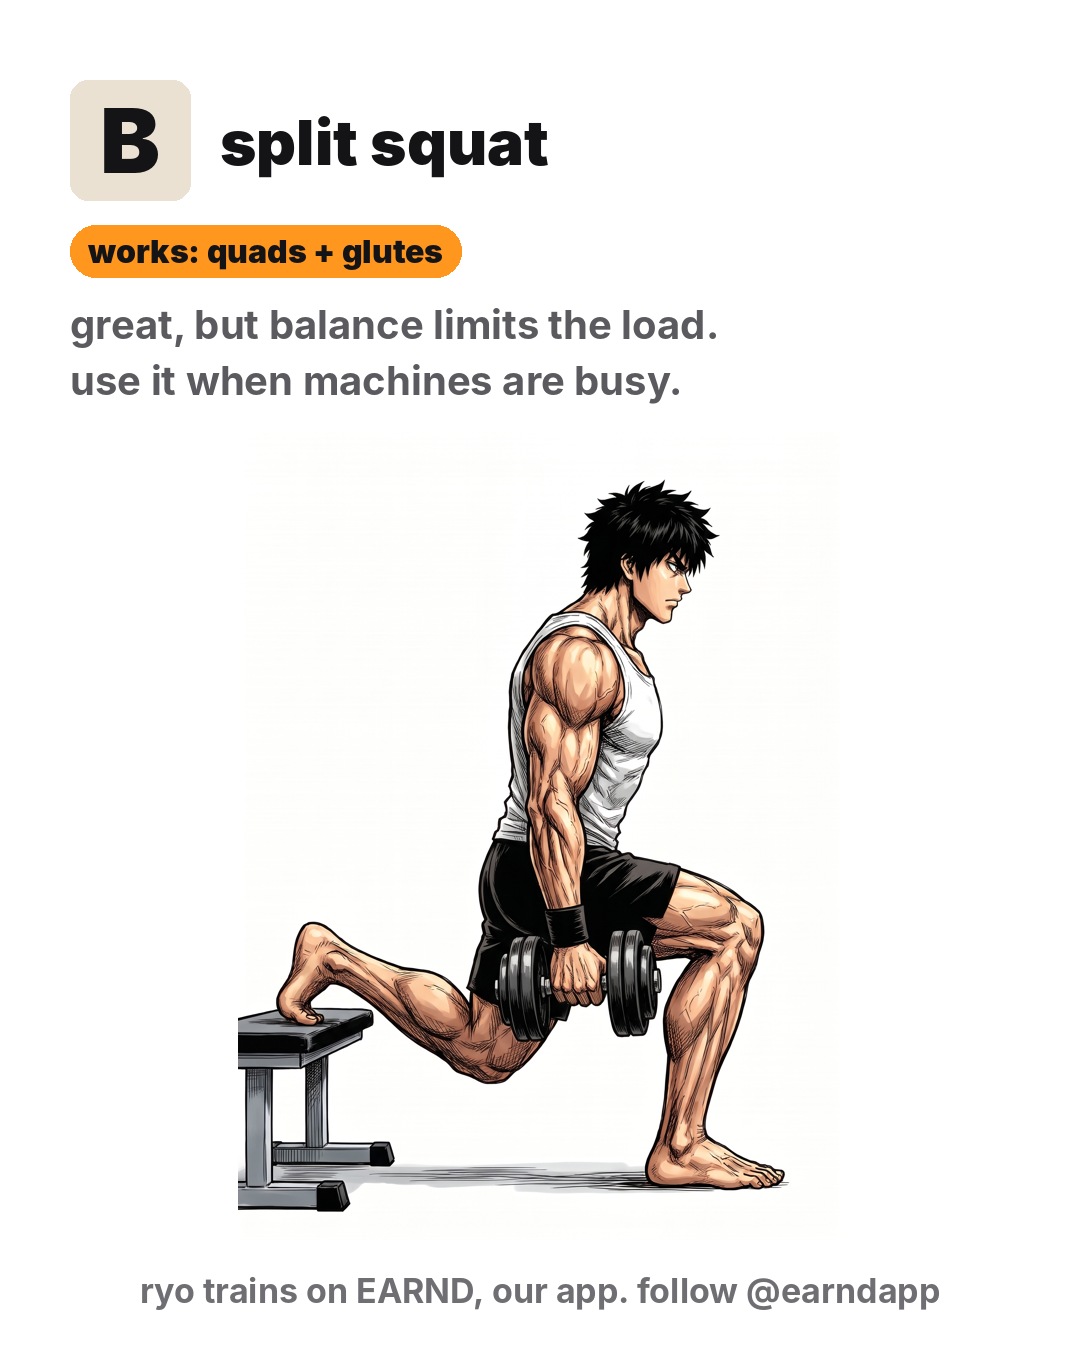 B
split squat
works: quads + glutes
great, but balance limits the load.
use it when machines are busy.
ryo trains on EARND, our app. follow @earndapp